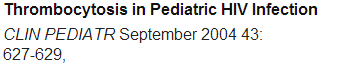 Thrombocytosis in Pediatric HIV Infection
CLIN PEDIATR September 2004 43:
627-629,